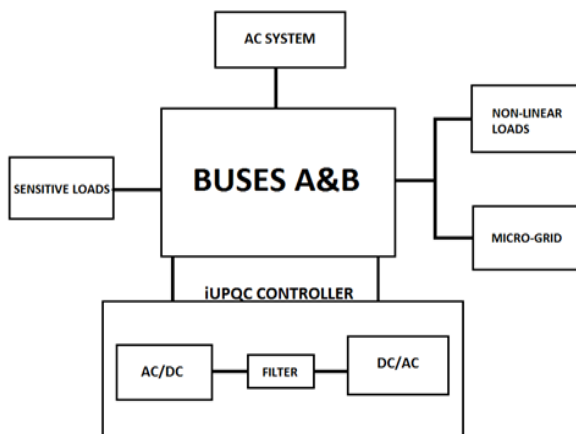 AC SYSTEM
NON-LINEAR
LOADS
BUSES A&B
SENSITIVE LOADS
MICRO-GRID
iUPQC CONTROLLER
AC/DC
FILTER
DC/AC